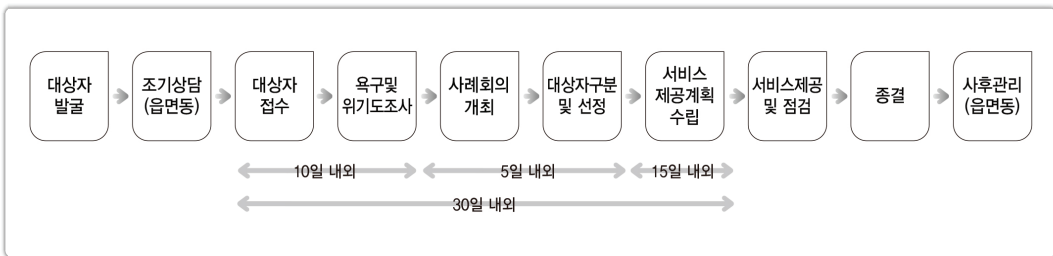 대상자
발굴
조기상담
(읍면동)
대상자
접수
욕구및
위기도조사
사례회의
개최
대상자구분
및 선정
서비스
제공계획
수립
서비스제공
및 점검
종결
사후관리
(읍면동)
10일 내외
5일 내외
15일 내외
30일 내외